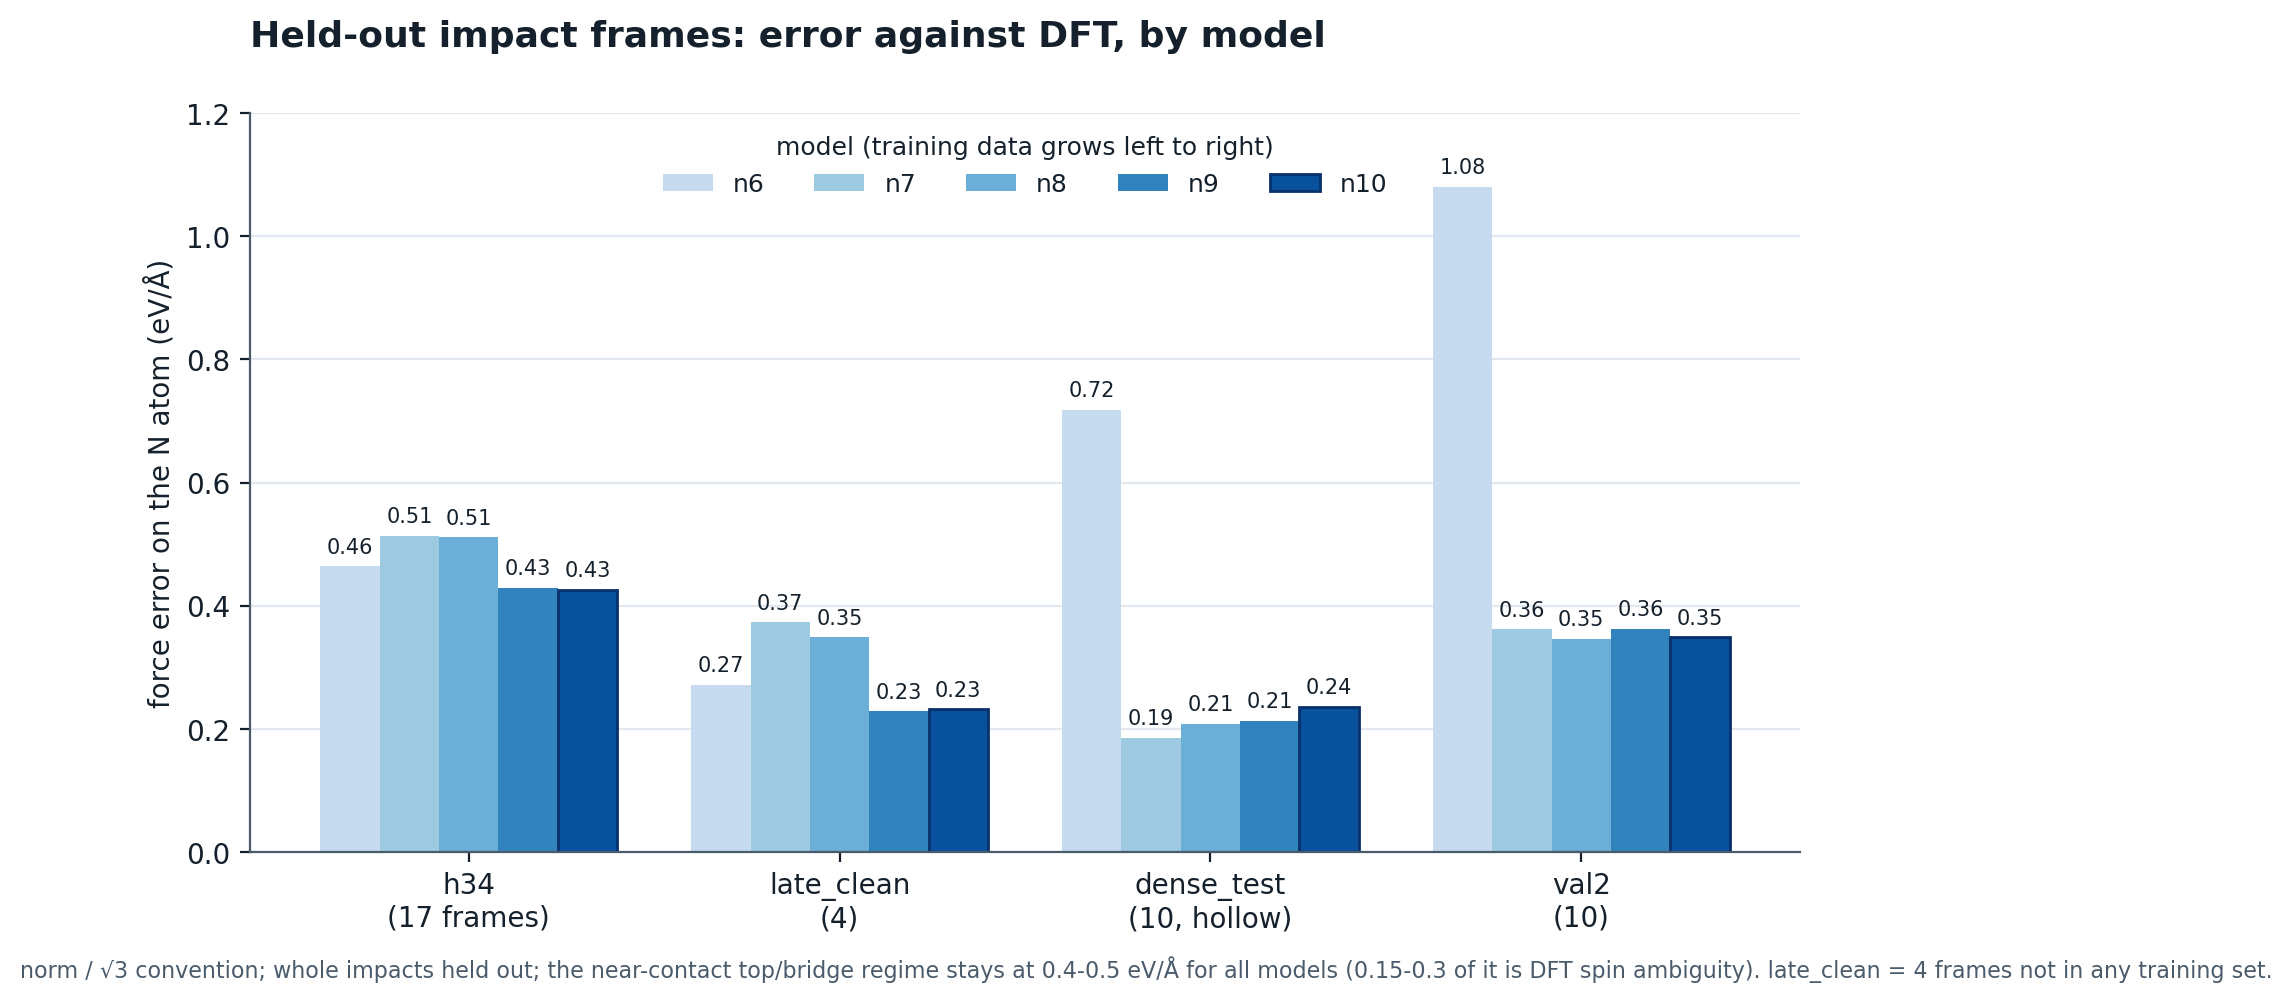 Held-out impact frames: error against DFT, by model
force error on the N atom (eV/Å)
1.2
1.0
0.8
0.6
0.4
0.2
0.0
model (training data grows left to right)
n6 n7 n8 n9 n10
0.46 0.51 0.51 0.43 0.43
0.27 0.37 0.35 0.23 0.23
0.72 0.19 0.21 0.21 0.24
1.08 0.36 0.35 0.36 0.35
h34
(17 frames)
late_clean
(4)
dense_test
(10, hollow)
val2
(10)
norm / √3 convention; whole impacts held out; the near-contact top/bridge regime stays at 0.4-0.5 eV/Å for all models (0.15-0.3 of it is DFT spin ambiguity). late_clean = 4 frames not in any training set.